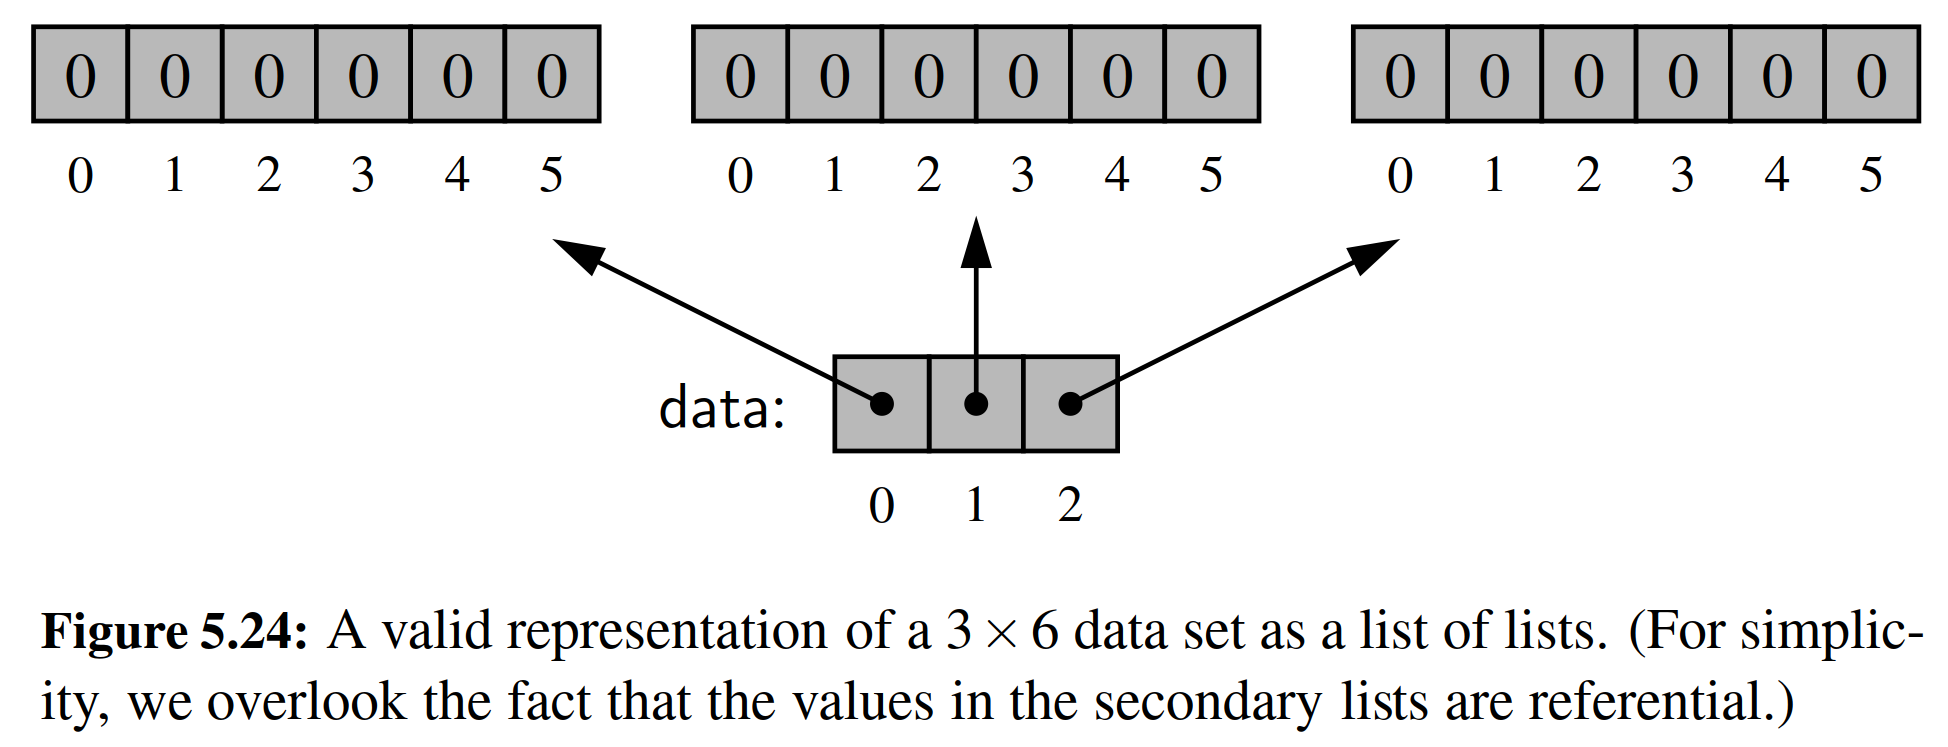 0 0 0 0 0 0 0 0 0 0 0 0 0 0 0 0 0 0
0 1 2 3 4 5 0 1 2 3 4 5 0 1 2 3 4 5
data:
0 1 2
Figure 5.24: A valid representation of a 3 × 6 data set as a list of lists. (For simplic-
ity, we overlook the fact that the values in the secondary lists are referential.)